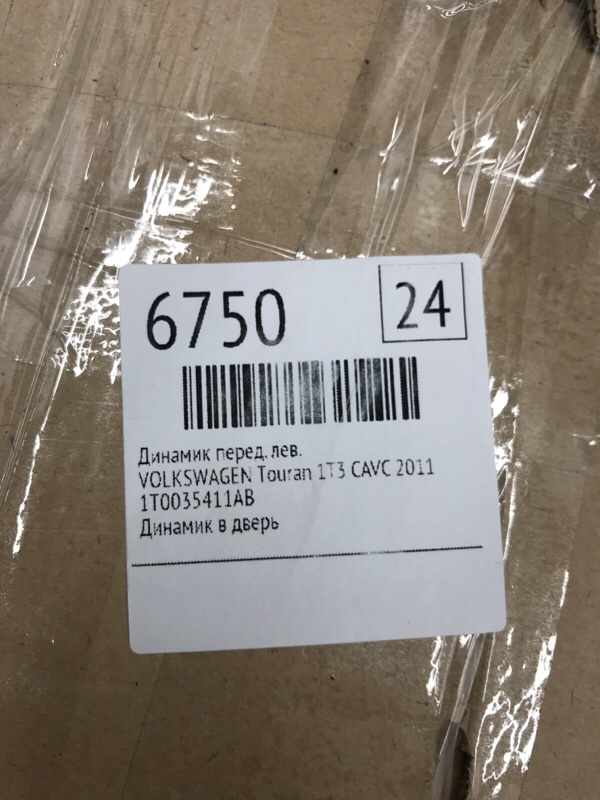 6750 24
Динамик перед. лев.
VOLKSWAGEN Touran 1T3 CAVC 2011
1T0035411AB
Динамик в дверь